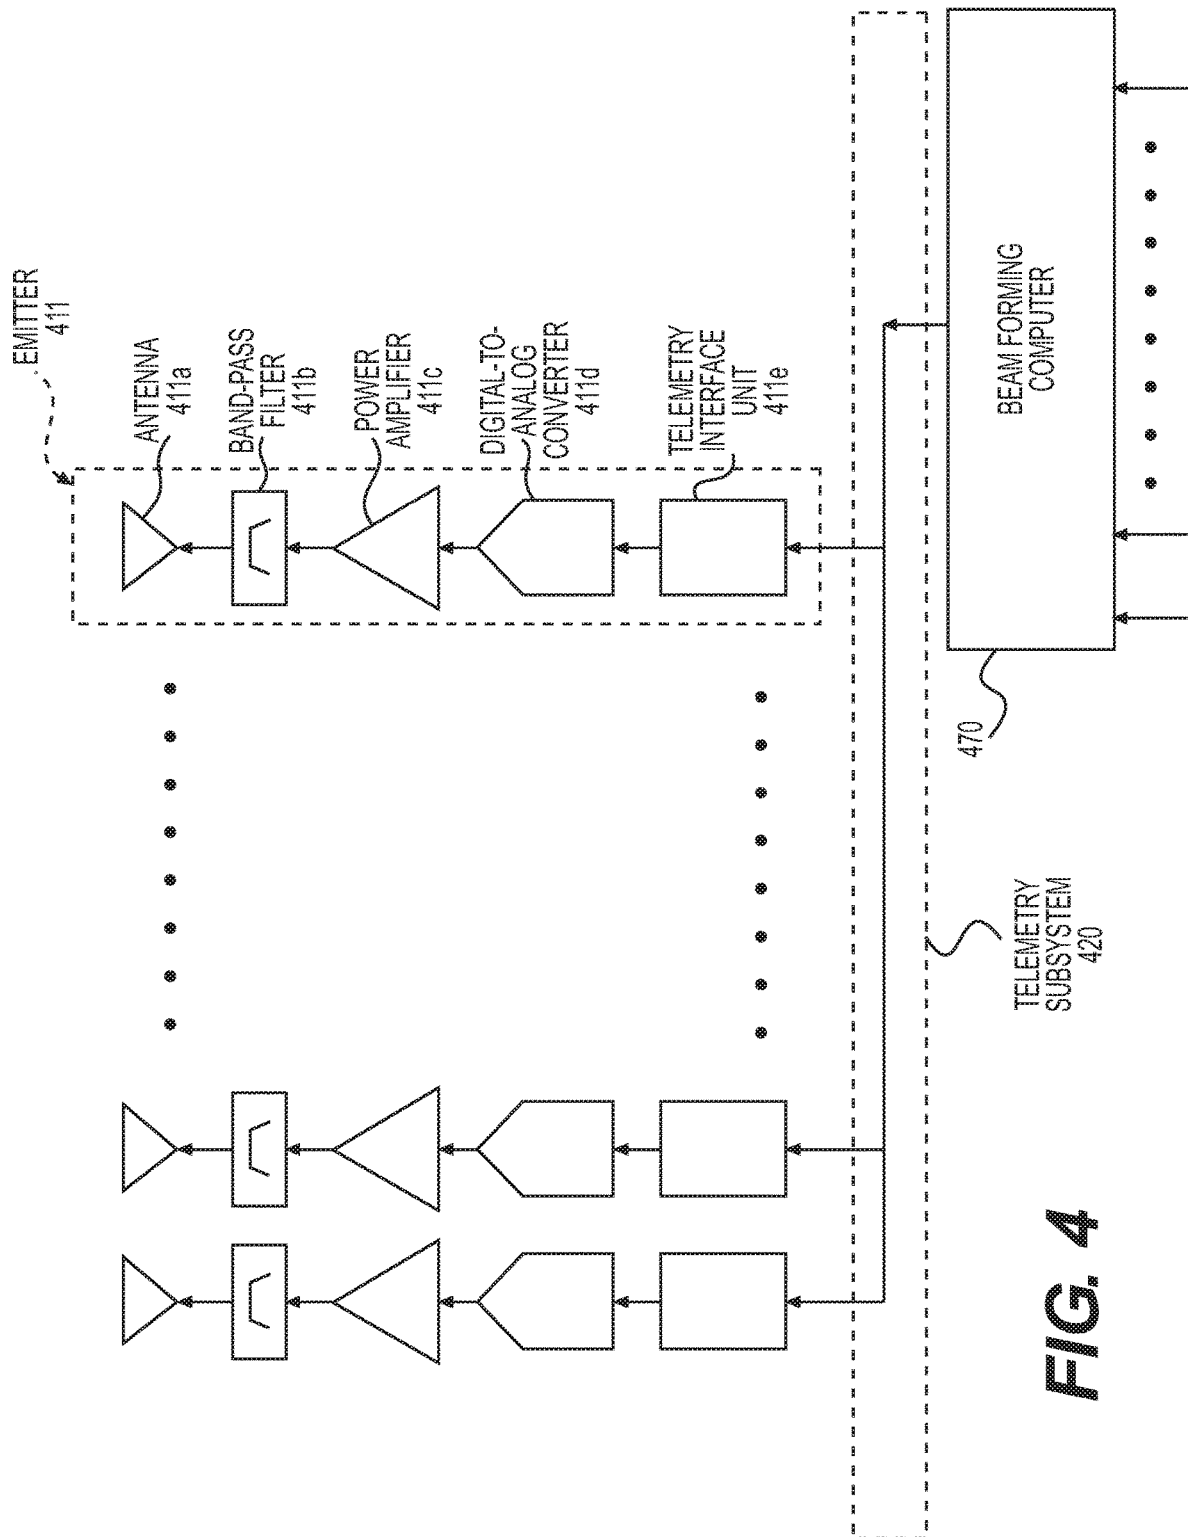 EMITTER
411
ANTENNA
411a
BAND-PASS
FILTER
411b
POWER
AMPLIFIER
411c
DIGITAL-TO-
ANALOG
CONVERTER
411d
TELEMETRY
INTERFACE
UNIT
411e
BEAM FORMING
COMPUTER
470
TELEMETRY
SUBSYSTEM
420
FIG. 4